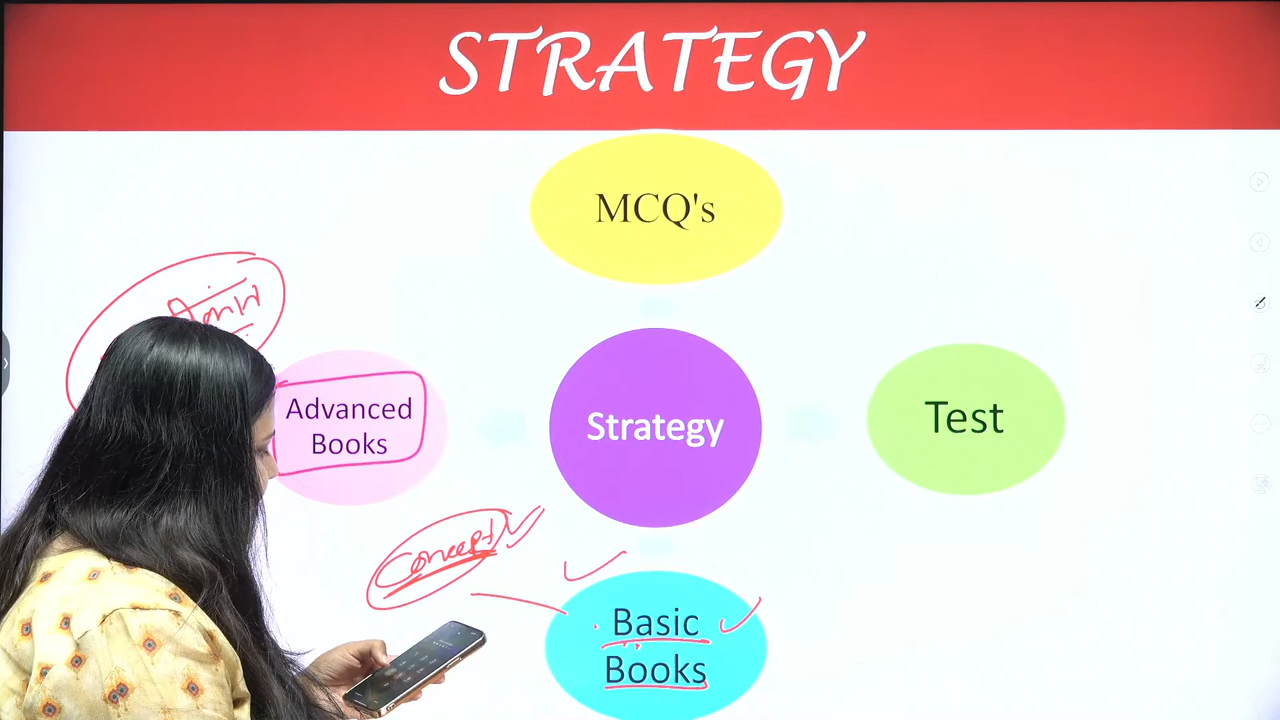 STRATEGY
MCQ's
Advanced
Books
Strategy
Test
Concept
Basic
Books